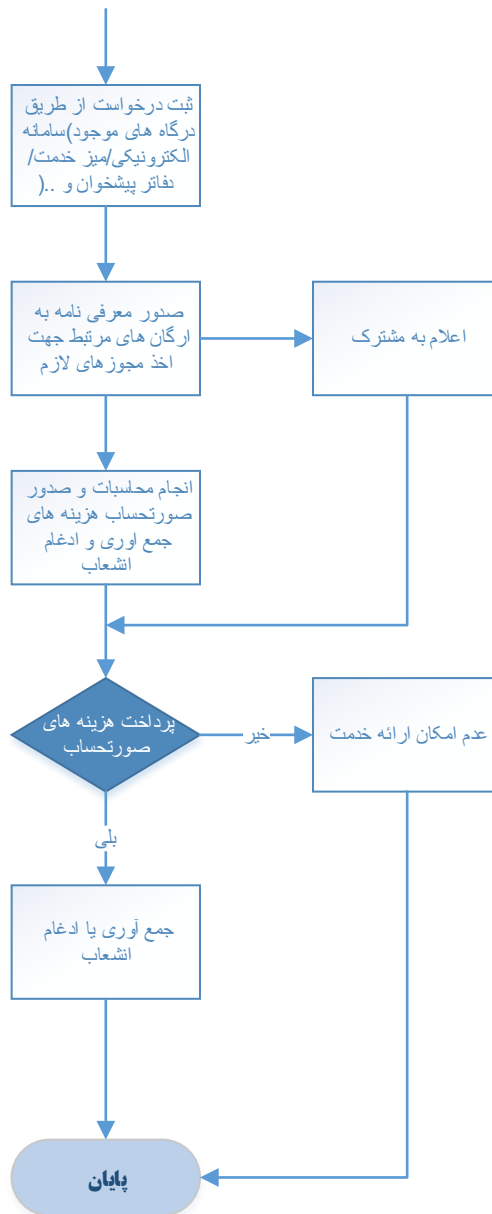 ثبت درخواست از طریق
درگاه های موجود)سامانه
الکترونیکی/میز خدمت/
دفاتر پیشخوان و ..(
صدور معرفی نامه به
ارگان های مرتبط جهت
اخذ مجوزهای لازم
اعلام به مشترک
انجام محاسبات و صدور
صورتحساب هزینه های
جمع اوری و ادغام
انشعاب
پرداخت هزینه های
صورتحساب
خیر
عدم امکان ارائه خدمت
بلی
جمع آوری یا ادغام
انشعاب
پایان